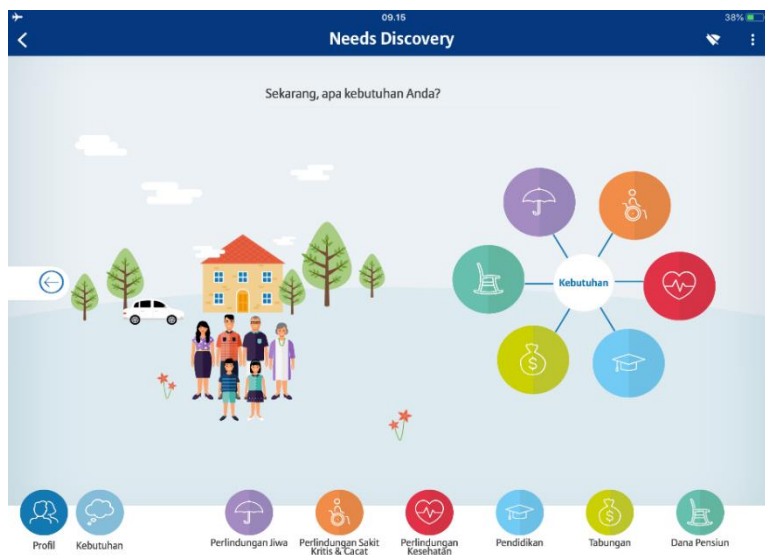 09.15
38%
Needs Discovery
Sekarang, apa kebutuhan Anda?
Kebutuhan
Profil
Kebutuhan
Perlindungan Jiwa
Perlindungan Sakit
Kritis & Cacat
Perlindungan
Kesehatan
Pendidikan
Tabungan
Dana Pensiun